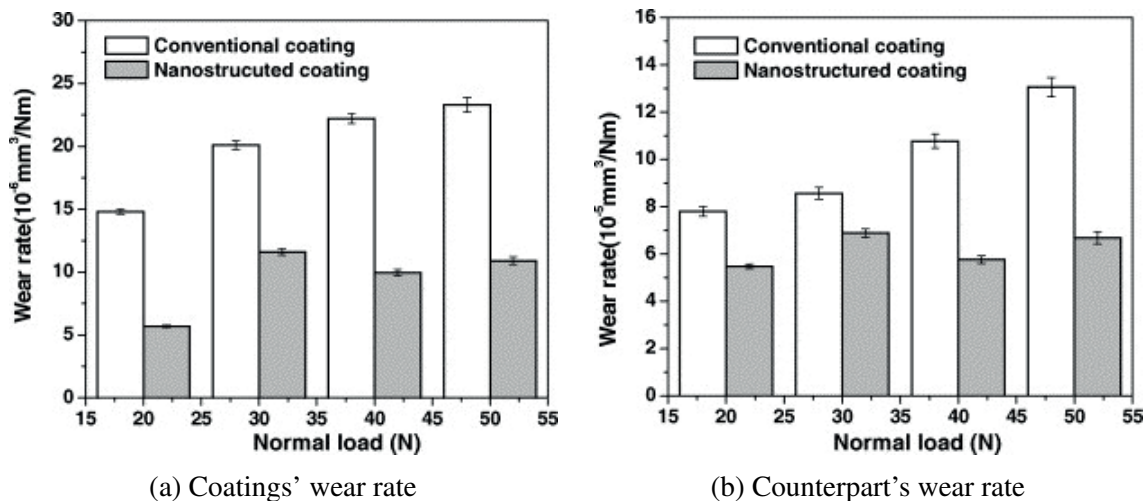 30
25
20
15
10
5
0
Wear rate(10⁻⁶mm³/Nm)
Conventional coating
Nanostrucuted coating
15 20 25 30 35 40 45 50 55
Normal load (N)
(a) Coatings’ wear rate
16
14
12
10
8
6
4
2
0
Wear rate(10⁻⁵mm³/Nm)
Conventional coating
Nanostructured coating
15 20 25 30 35 40 45 50 55
Normal load (N)
(b) Counterpart’s wear rate